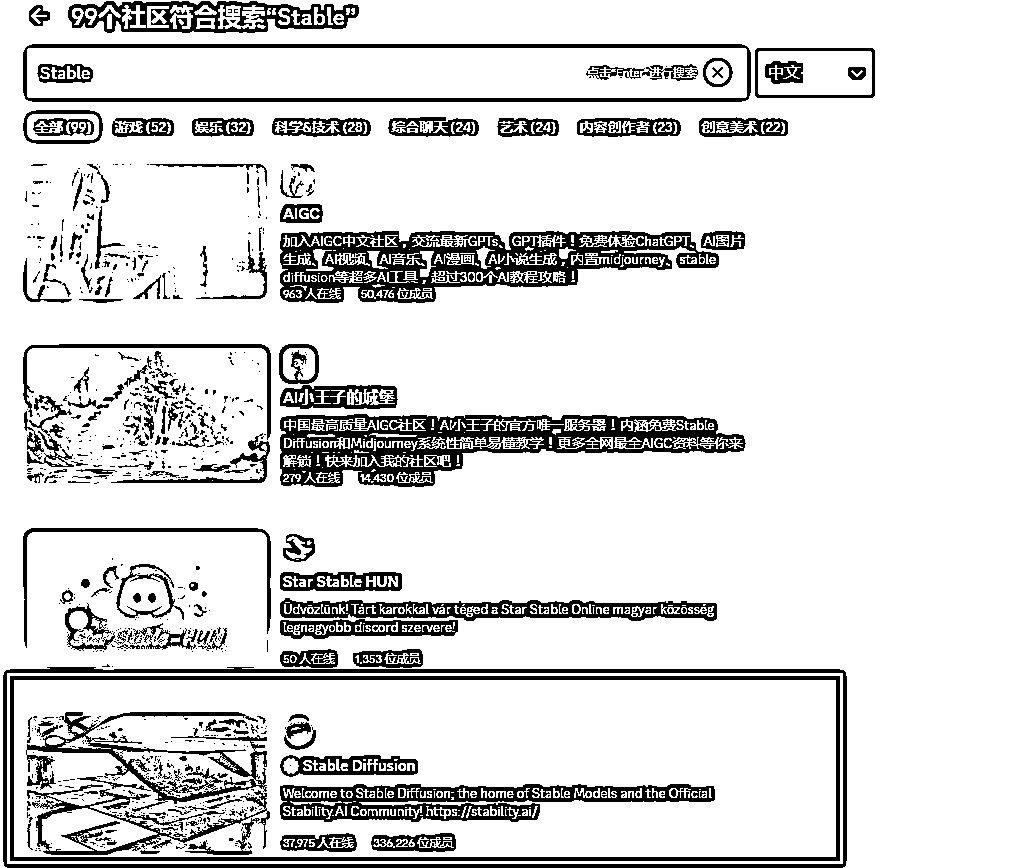 99个社区符合搜索“Stable”
Stable 点击“Enter”进行搜索 中文
全部 (99) 游戏 (52) 娱乐 (32) 科学&技术 (28) 综合聊天 (24) 艺术 (24) 内容创作者 (23) 创意美术 (22)
AIGC
加入AIGC中文社区，交流最新GPTs、GPT插件！免费体验ChatGPT、AI图片
生成、AI视频、AI音乐、AI漫画、AI小说生成，内置midjourney、stable
diffusion等超多AI工具，超过300个AI教程攻略！
963 人在线 50,476 位成员
AI小王子的城堡
中国最高质量AIGC社区！AI小王子的官方唯一服务器！内涵免费Stable
Diffusion和Midjourney系统性简单易懂教学！更多全网最全AIGC资料等你来
解锁！快来加入我的社区吧！
279 人在线 14,430 位成员
Star Stable HUN
Star Stable HUN
Üdvözlünk! Tárt karokkal vár téged a Star Stable Online magyar közösség
legnagyobb discord szervere!
50 人在线 1,353 位成员
Stable Diffusion
Welcome to Stable Diffusion; the home of Stable Models and the Official
Stability.AI Community! https://stability.ai/
37,975 人在线 336,226 位成员